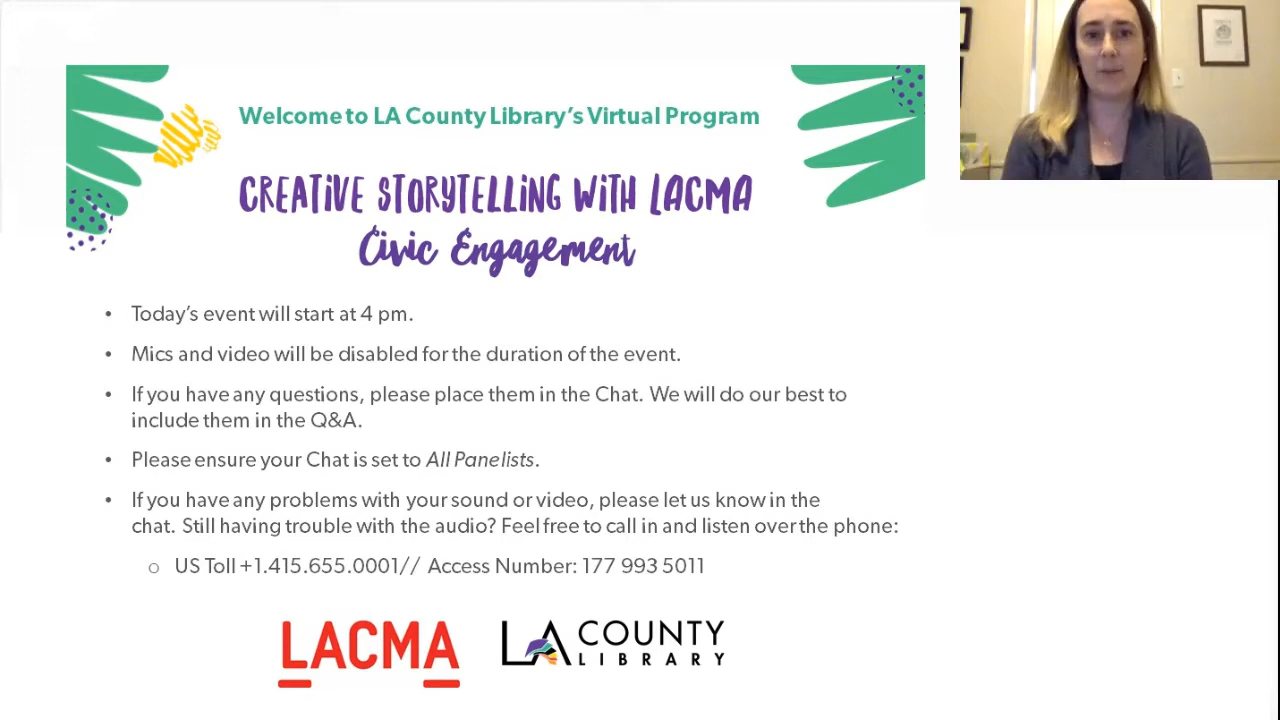 Welcome to LA County Library's Virtual Program
CREATIVE STORYTELLING WITH LACMA
Civic Engagement
• Today's event will start at 4 pm.
• Mics and video will be disabled for the duration of the event.
• If you have any questions, please place them in the Chat. We will do our best to
include them in the Q&A.
• Please ensure your Chat is set to All Panelists.
• If you have any problems with your sound or video, please let us know in the
chat. Still having trouble with the audio? Feel free to call in and listen over the phone:
o US Toll +1.415.655.0001// Access Number: 177 993 5011
LACMA
LA COUNTY
LIBRARY